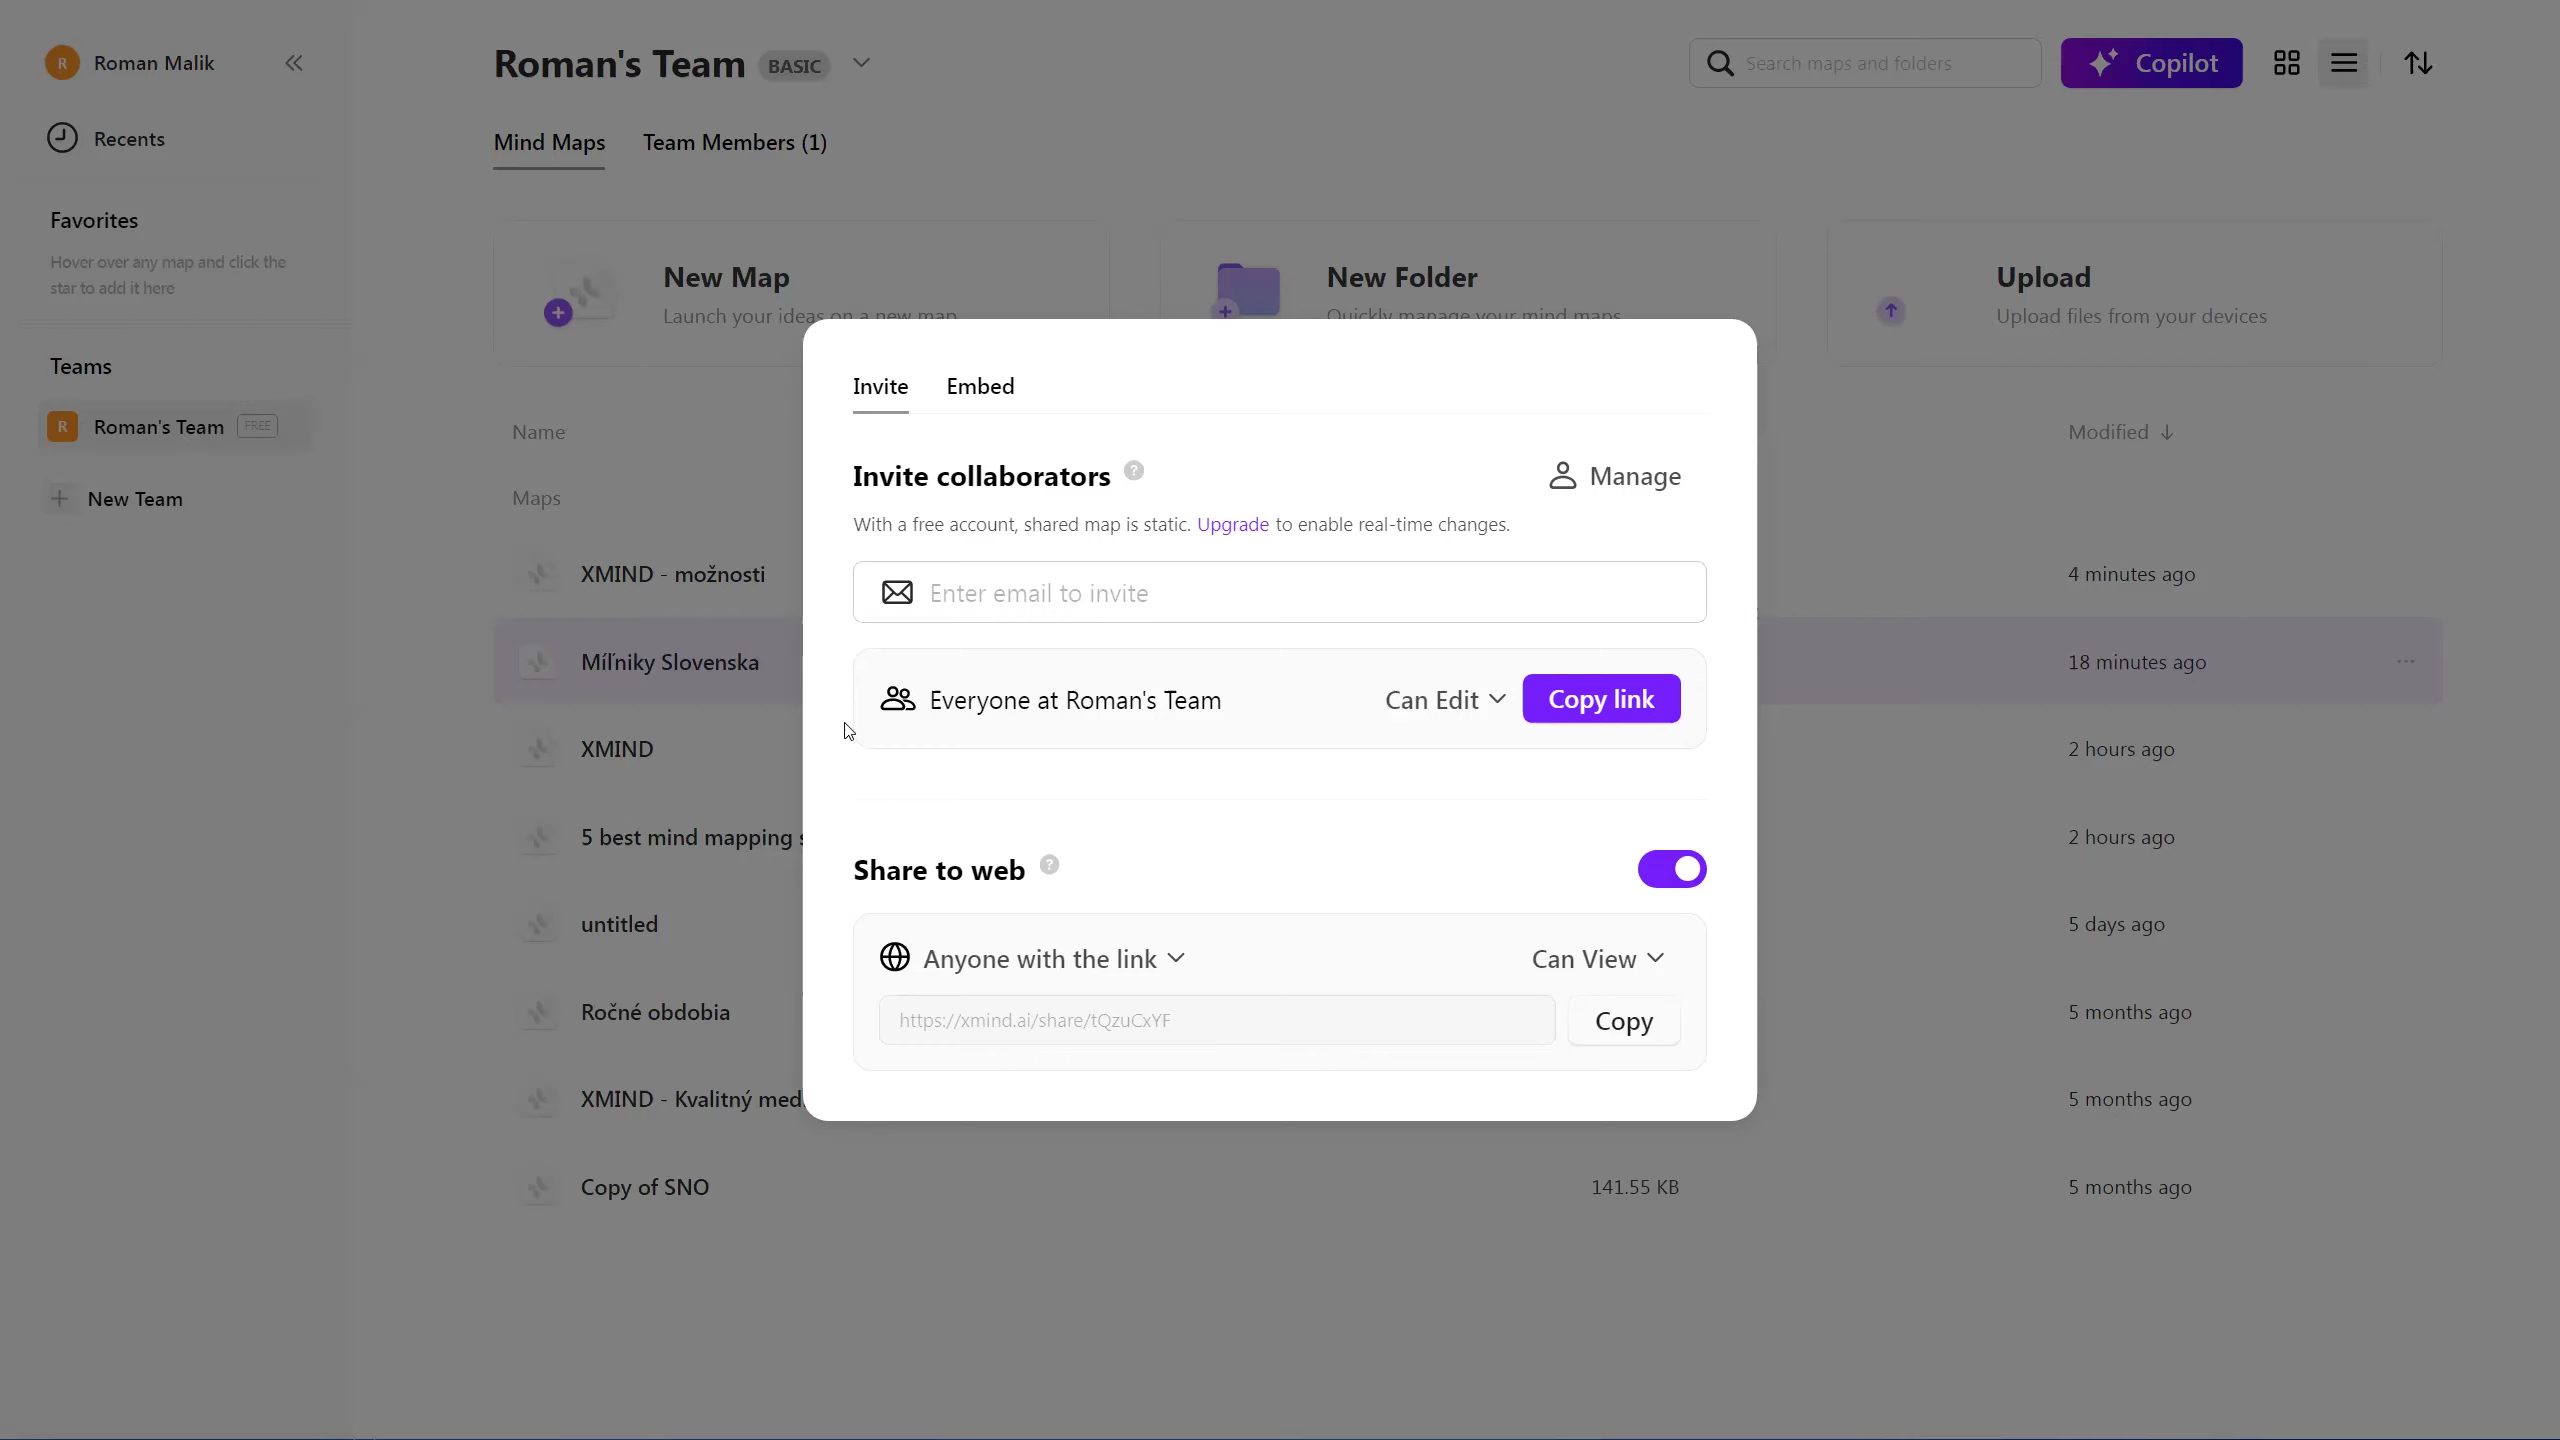 R Roman Malik
Recents
Favorites
Hover over any map and click the
star to add it here
Teams
R Roman's Team FREE
New Team
Roman's Team BASIC
Search maps and folders
Copilot
Mind Maps Team Members (1)
New Map
Launch your ideas on a new map
New Folder
Quickly manage your mind maps
Upload
Upload files from your devices
Name
Modified
Maps
XMIND - možnosti
4 minutes ago
Míľniky Slovenska
18 minutes ago
XMIND
2 hours ago
5 best mind mapping
2 hours ago
untitled
5 days ago
Ročné obdobia
5 months ago
XMIND - Kvalitný med
5 months ago
Copy of SNO
141.55 KB
5 months ago
Invite Embed
Invite collaborators ?
Manage
With a free account, shared map is static. Upgrade to enable real-time changes.
Enter email to invite
Everyone at Roman's Team
Can Edit
Copy link
Share to web ?
Anyone with the link
Can View
https://xmind.ai/share/tQzuCxYF
Copy